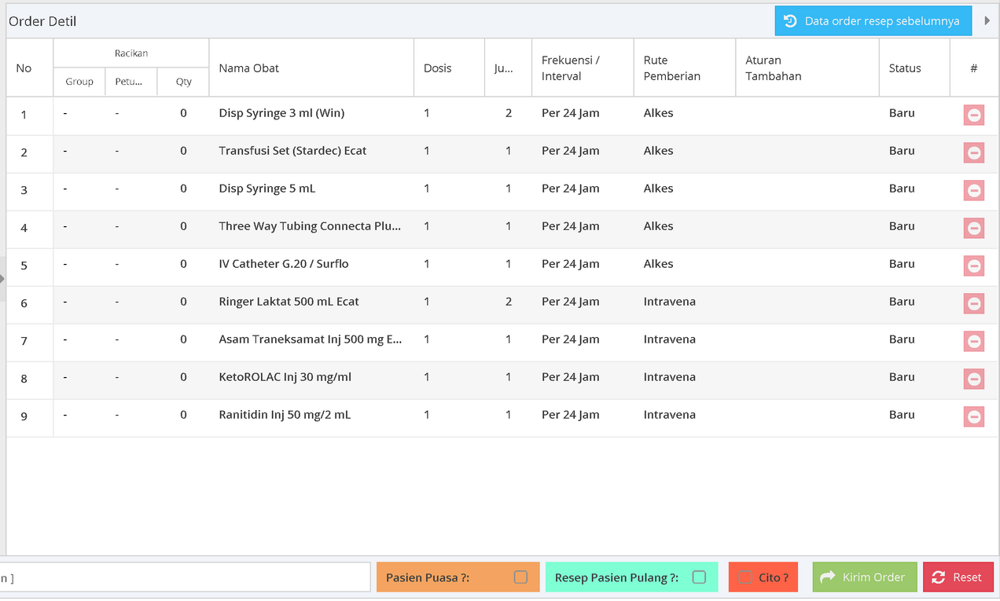 Order Detil
Data order resep sebelumnya
No
Racikan
Group
Petu...
Qty
Nama Obat
Dosis
Ju...
Frekuensi /
Interval
Rute
Pemberian
Aturan
Tambahan
Status
#
1 - - 0 Disp Syringe 3 ml (Win) 1 2 Per 24 Jam Alkes Baru
2 - - 0 Transfusi Set (Stardec) Ecat 1 1 Per 24 Jam Alkes Baru
3 - - 0 Disp Syringe 5 mL 1 1 Per 24 Jam Alkes Baru
4 - - 0 Three Way Tubing Connecta Plu... 1 1 Per 24 Jam Alkes Baru
5 - - 0 IV Catheter G.20 / Surflo 1 1 Per 24 Jam Alkes Baru
6 - - 0 Ringer Laktat 500 mL Ecat 1 2 Per 24 Jam Intravena Baru
7 - - 0 Asam Traneksamat Inj 500 mg E... 1 1 Per 24 Jam Intravena Baru
8 - - 0 KetoROLAC Inj 30 mg/ml 1 1 Per 24 Jam Intravena Baru
9 - - 0 Ranitidin Inj 50 mg/2 mL 1 1 Per 24 Jam Intravena Baru
n ]
Pasien Puasa ?:
Resep Pasien Pulang ?:
Cito ?
Kirim Order
Reset